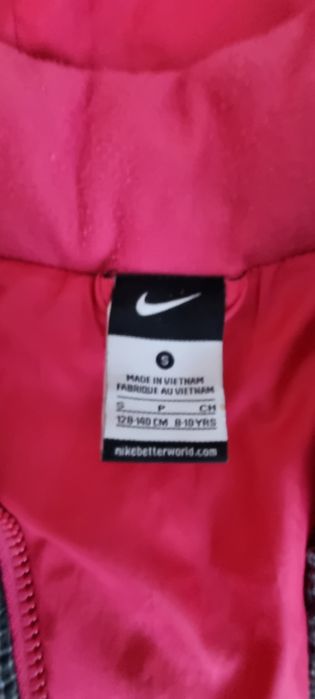 S
MADE IN VIETNAM
FABRIQUÉ AU VIETNAM
S P CH
128-140 CM 8-10 YRS
nikebetterworld.com